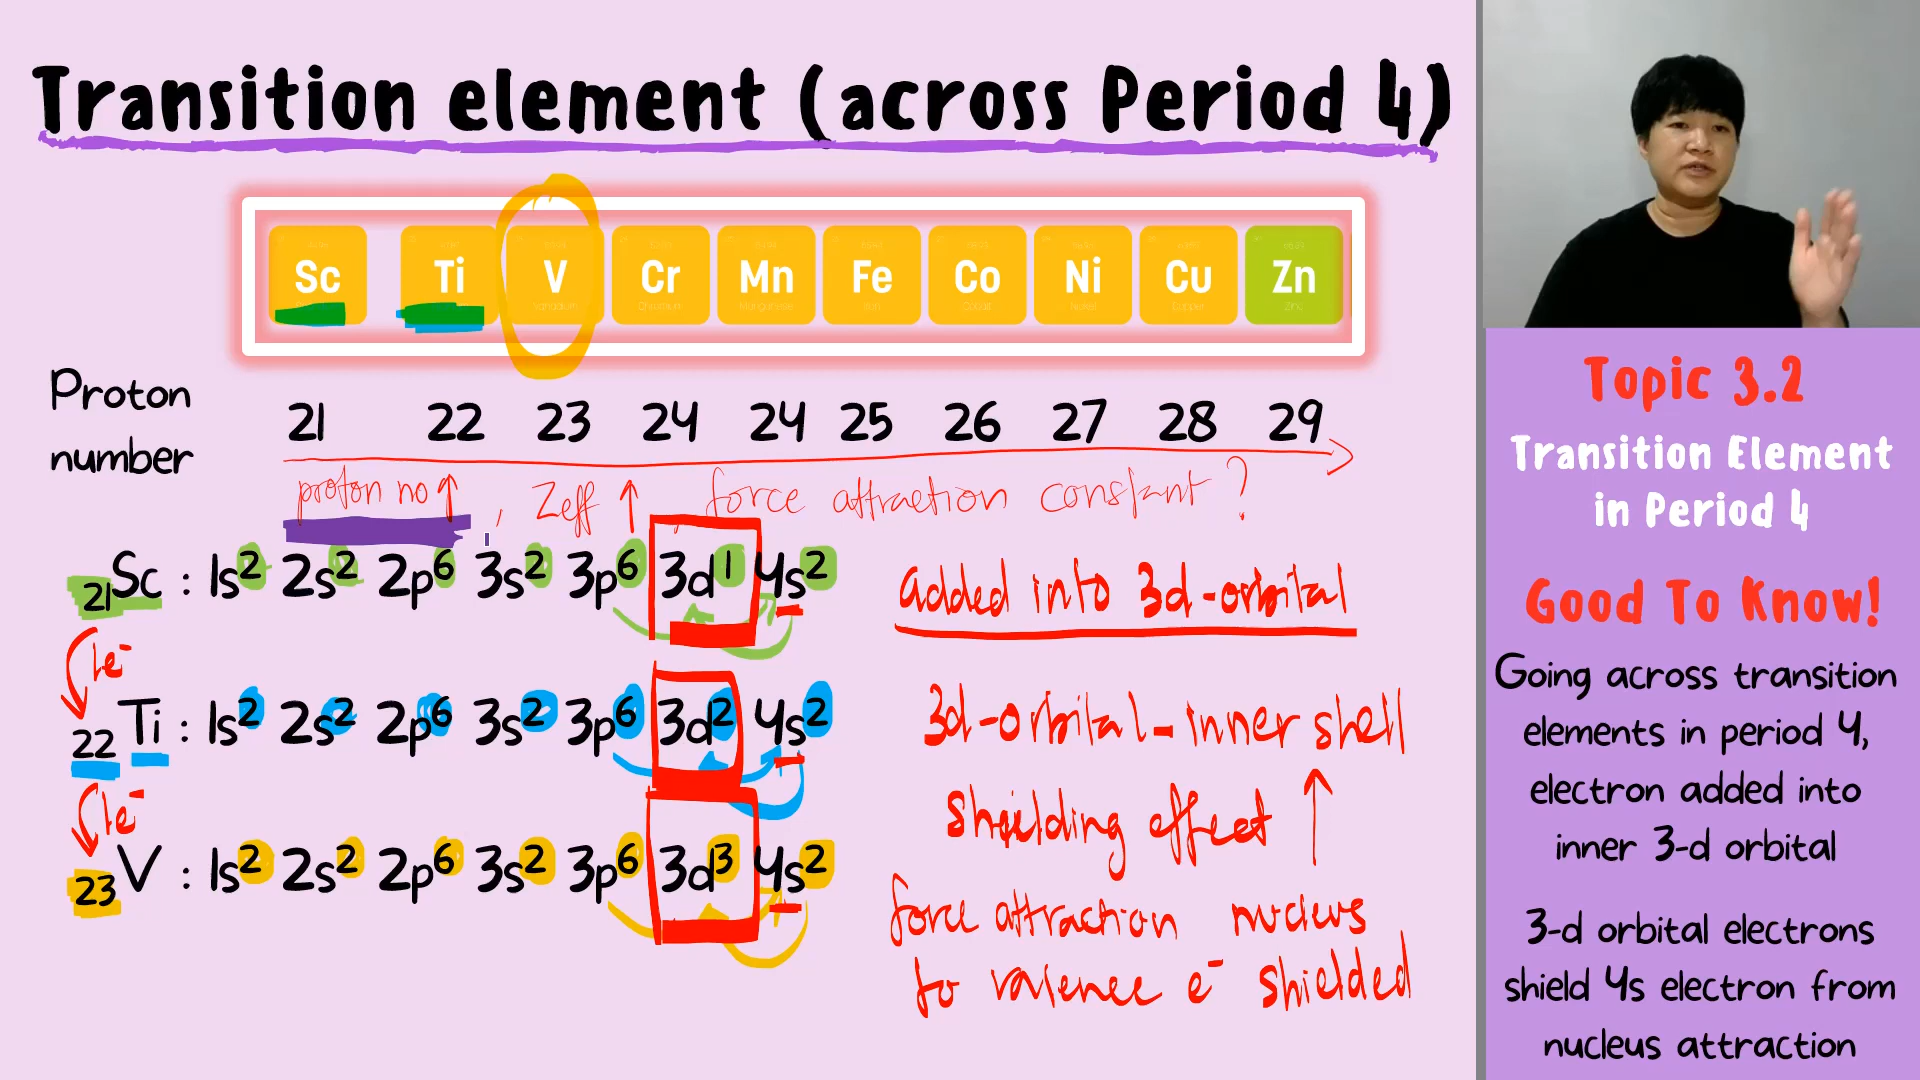 Transition element (across Period 4)
Sc Ti V Cr Mn Fe Co Ni Cu Zn
Proton number
21 22 23 24 24 25 26 27 28 29
proton no ↑, Zeff ↑, force attraction constant?
21Sc : 1s2 2s2 2p6 3s2 3p6 3d1 4s2
1e-
22Ti : 1s2 2s2 2p6 3s2 3p6 3d2 4s2
1e-
23V : 1s2 2s2 2p6 3s2 3p6 3d3 4s2
added into 3d-orbital
3d-orbital-inner shell
shielding effect ↑
force attraction nucleus
to valence e- shielded
Topic 3.2
Transition Element
in Period 4
Good To Know!
Going across transition
elements in period 4,
electron added into
inner 3-d orbital
3-d orbital electrons
shield 4s electron from
nucleus attraction